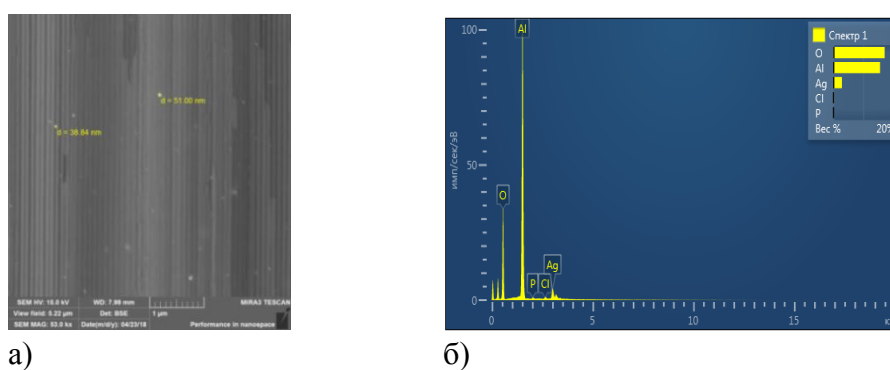 d = 51.00 nm
d = 38.84 nm
SEM HV: 15.0 kV
WD: 7.99 mm
MIRA3 TESCAN
View field: 5.22 µm
Det: BSE
1 µm
SEM MAG: 53.0 kx
Date(m/d/y): 04/23/18
Performance in nanospace
а)
100
50
0
имп/сек/эВ
Al
O
P
Cl
Ag
0
5
10
15
к
Спектр 1
O
Al
Ag
Cl
P
Вес %
20%
б)